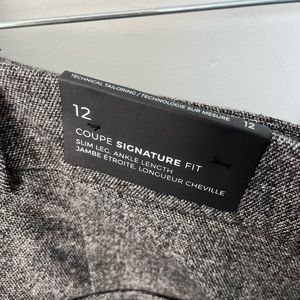 TECHNICAL TAILORING / TECHNOLOGIE SUR MESURE
12
12
COUPE SIGNATURE FIT
SLIM LEG, ANKLE LENGTH
JAMBE ÉTROITE, LONGUEUR CHEVILLE